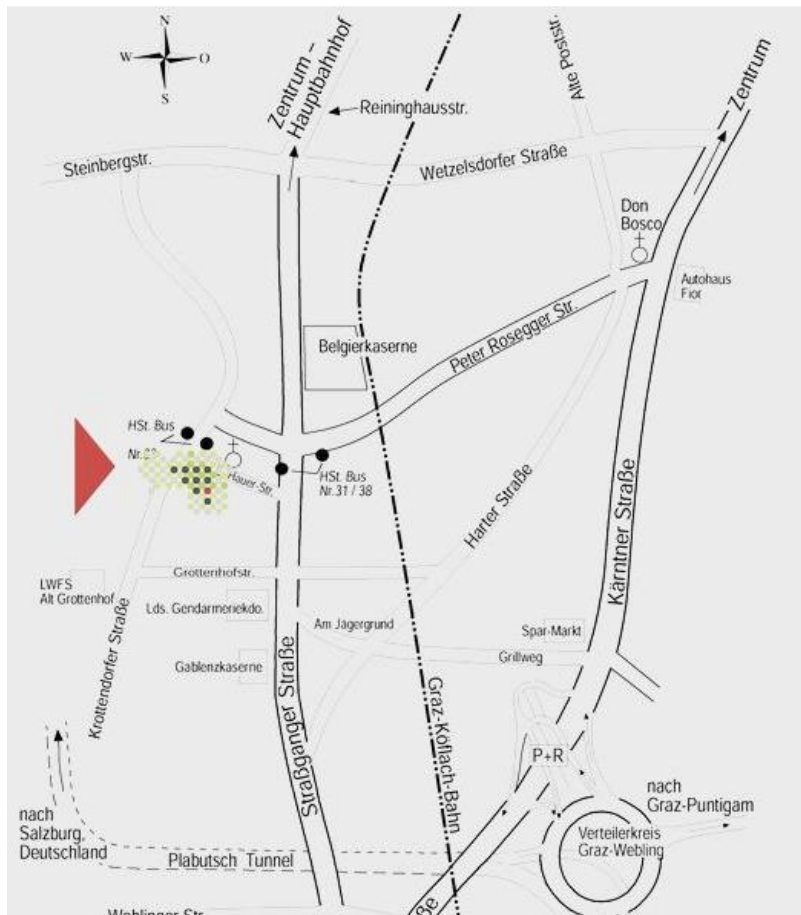 N
W O
S
Zentrum –
Hauptbahnhof
Reininghausstr.
Alte Poststr.
Zentrum
Steinbergstr.
Wetzelsdorfer Straße
Don
Bosco
Autohaus
Fior
Belgierkaserne
Peter Rosegger Str.
HSt. Bus
Hauer-Str.
HSt. Bus
Nr.31 / 38
Harter Straße
Kärntner Straße
Grottenhofstr.
LWFS
Alt Grottenhof
Lds. Gendarmeriekdo.
Am Jägergrund
Spar-Markt
Grillweg
Gablenzkaserne
Krottendorfer Straße
Straßganger Straße
Graz-Köflach-Bahn
P+R
nach
Graz-Puntigam
nach
Salzburg,
Deutschland
Plabutsch Tunnel
Verteilerkreis
Graz-Webling